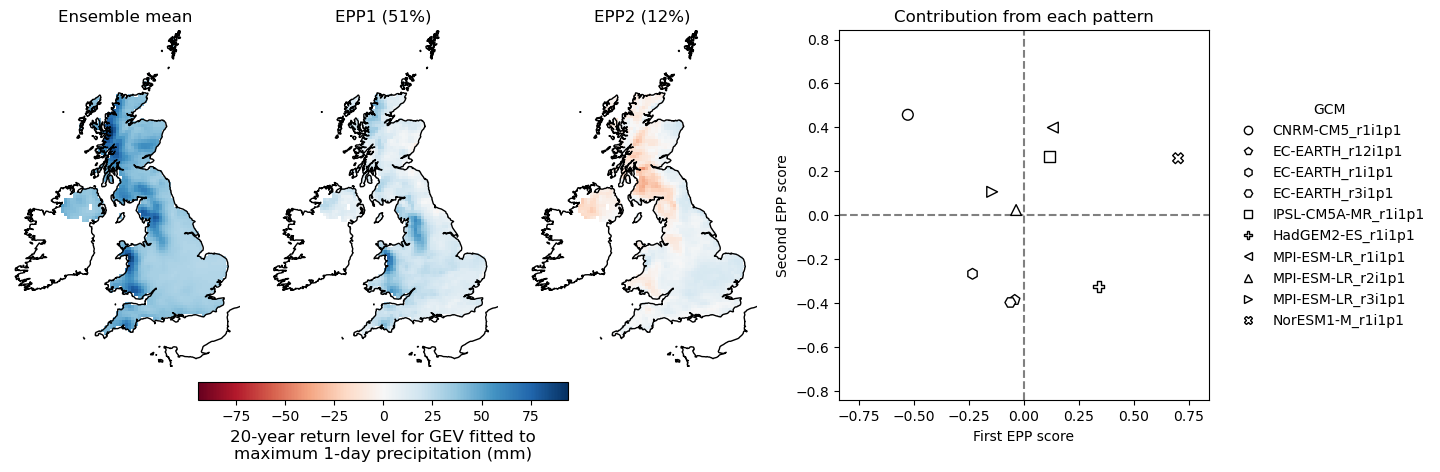 Ensemble mean
EPP1 (51%)
EPP2 (12%)
−75 −50 −25 0 25 50 75
20-year return level for GEV fitted to
maximum 1-day precipitation (mm)
Contribution from each pattern
Second EPP score
0.8
0.6
0.4
0.2
0.0
−0.2
−0.4
−0.6
−0.8
−0.75 −0.50 −0.25 0.00 0.25 0.50 0.75
First EPP score
GCM
CNRM-CM5_r1i1p1
EC-EARTH_r12i1p1
EC-EARTH_r1i1p1
EC-EARTH_r3i1p1
IPSL-CM5A-MR_r1i1p1
HadGEM2-ES_r1i1p1
MPI-ESM-LR_r1i1p1
MPI-ESM-LR_r2i1p1
MPI-ESM-LR_r3i1p1
NorESM1-M_r1i1p1